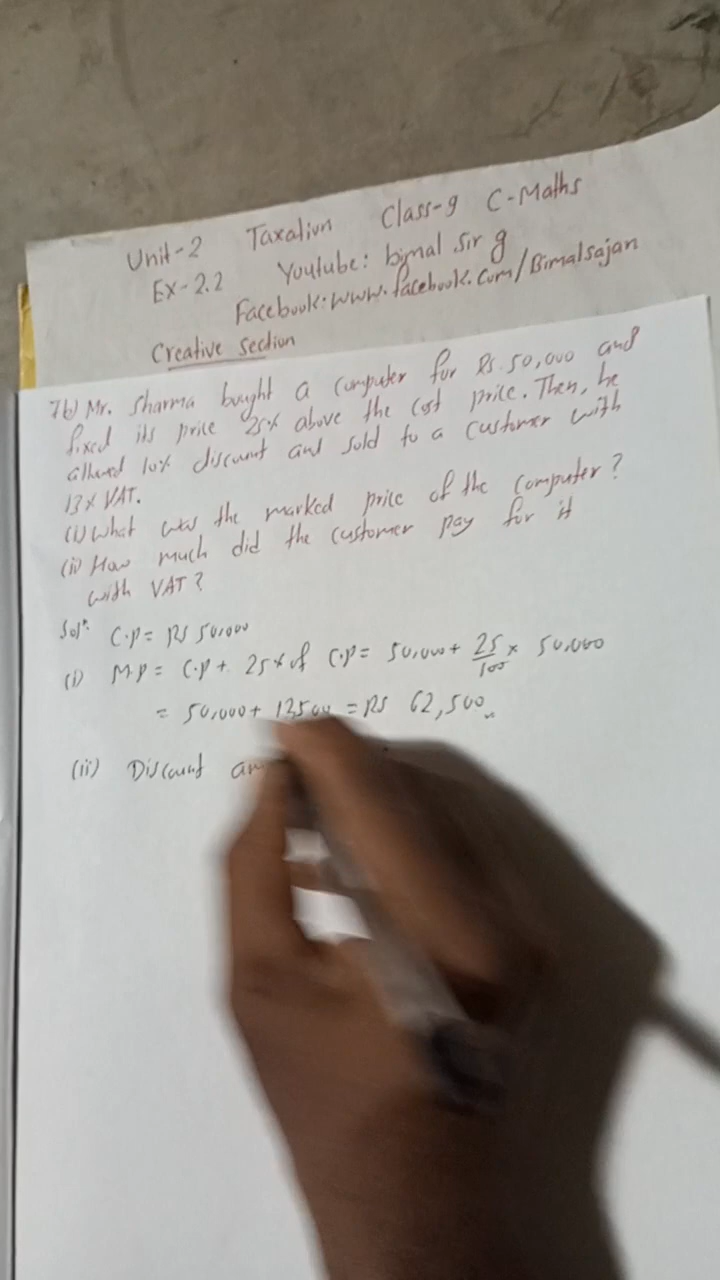 Unit-2 Taxation Class-9 C-Maths
Ex-2.2 Youtube: bimal sir g
Facebook: www.facebook.com/Bimalsajan
Creative section
7b) Mr. Sharma bought a computer for Rs. 50,000 and
fixed its price 25% above the cost price. Then, he
allowed 10% discount and sold to a customer with
13% VAT.
(i) What was the marked price of the computer?
(ii) How much did the customer pay for it
with VAT?
Solⁿ: C.p = Rs 50,000
(i) M.p = C.p + 25% of C.p = 50,000 + 25/100 × 50,000
= 50,000 + 12,500 = Rs 62,500
(ii) Discount am